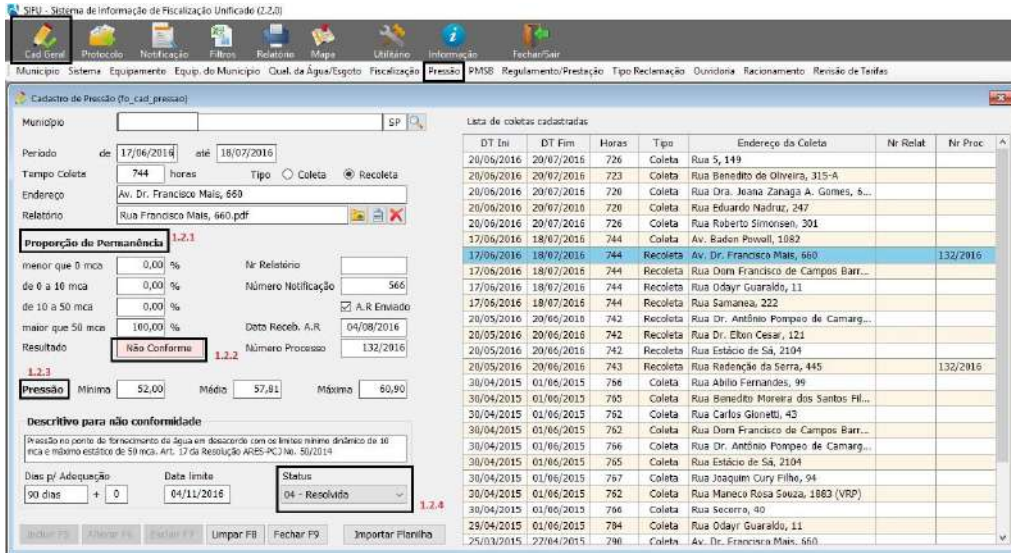 SIFU - Sistema de Informação de Fiscalização Unificado (2.2.0)
Cad Geral Protocolo Notificação Filtros Relatório Mapa Utilitário Informação Fechar/Sair
Município Sistema Equipamento Equip. do Município Qual. da Água/Esgoto Fiscalização Pressão PMSB Regulamento/Prestação Tipo Reclamação Ouvidoria Racionamento Revisão de Tarifas
Cadastro de Pressão (fo_cad_pressao)
Município SP
Período de 17/06/2016 até 18/07/2016
Tempo Coleta 744 horas Tipo Coleta Recoleta
Endereço Av. Dr. Francisco Mais, 660
Relatório Rua Francisco Mais, 660.pdf
Proporção de Permanência 1.2.1
menor que 0 mca 0,00 % Nr Relatório
de 0 a 10 mca 0,00 % Número Notificação 566
de 10 a 50 mca 0,00 % A.R Enviado
maior que 50 mca 100,00 % Data Receb. A.R 04/08/2016
Resultado Não Conforme 1.2.2 Número Processo 132/2016
1.2.3
Pressão Mínima 52,00 Média 57,81 Máxima 60,90
Descritivo para não conformidade
Pressão no ponto de fornecimento de água em desacordo com os limites mínimo dinâmico de 10
mca e máximo estático de 50 mca. Art. 17 da Resolução ARES-PCJ No. 50/2014
Dias p/ Adequação Data limite Status
90 dias + 0 04/11/2016 04 - Resolvido
1.2.4
Incluir F5 Alterar F6 Excluir F7 Limpar F8 Fechar F9 Importar Planilha
Lista de coletas cadastradas
DT Ini DT Fim Horas Tipo Endereço da Coleta Nr Relat Nr Proc
20/06/2016 20/07/2016 726 Coleta Rua 5, 149
20/06/2016 20/07/2016 723 Coleta Rua Benedito de Oliveira, 315-A
20/06/2016 20/07/2016 720 Coleta Rua Dra. Joana Zanaga A. Gomes, 6...
20/06/2016 20/07/2016 720 Coleta Rua Eduardo Nadruz, 247
20/06/2016 20/07/2016 726 Coleta Rua Roberto Simonsen, 301
17/06/2016 18/07/2016 744 Coleta Av. Baden Powell, 1082
17/06/2016 18/07/2016 744 Recoleta Av. Dr. Francisco Mais, 660 132/2016
17/06/2016 18/07/2016 744 Recoleta Rua Dom Francisco de Campos Barr...
17/06/2016 18/07/2016 744 Recoleta Rua Odayr Guaraldo, 11
17/06/2016 18/07/2016 744 Recoleta Rua Samanea, 222
20/05/2016 20/06/2016 742 Recoleta Rua Dr. Antônio Pompeo de Camarg...
20/05/2016 20/06/2016 742 Recoleta Rua Dr. Elton Cesar, 121
20/05/2016 20/06/2016 742 Recoleta Rua Estácio de Sá, 2104
20/05/2016 20/06/2016 743 Recoleta Rua Redenção da Serra, 445 132/2016
30/04/2015 01/06/2015 766 Coleta Rua Abílio Fernandes, 99
30/04/2015 01/06/2015 765 Coleta Rua Benedito Moreira dos Santos Fil...
30/04/2015 01/06/2015 762 Coleta Rua Carlos Gionetti, 43
30/04/2015 01/06/2015 762 Coleta Rua Dom Francisco de Campos Barr...
30/04/2015 01/06/2015 766 Coleta Rua Dr. Antônio Pompeo de Camarg...
30/04/2015 01/06/2015 765 Coleta Rua Estácio de Sá, 2104
30/04/2015 01/06/2015 767 Coleta Rua Joaquim Cury Filho, 94
30/04/2015 01/06/2015 762 Coleta Rua Maneco Rosa Souza, 1883 (VRP)
30/04/2015 01/06/2015 766 Coleta Rua Socorro, 40
29/04/2015 01/06/2015 784 Coleta Rua Odayr Guaraldo, 11
25/03/2015 27/04/2015 790 Coleta Av. Dr. Francisco Mais, 660